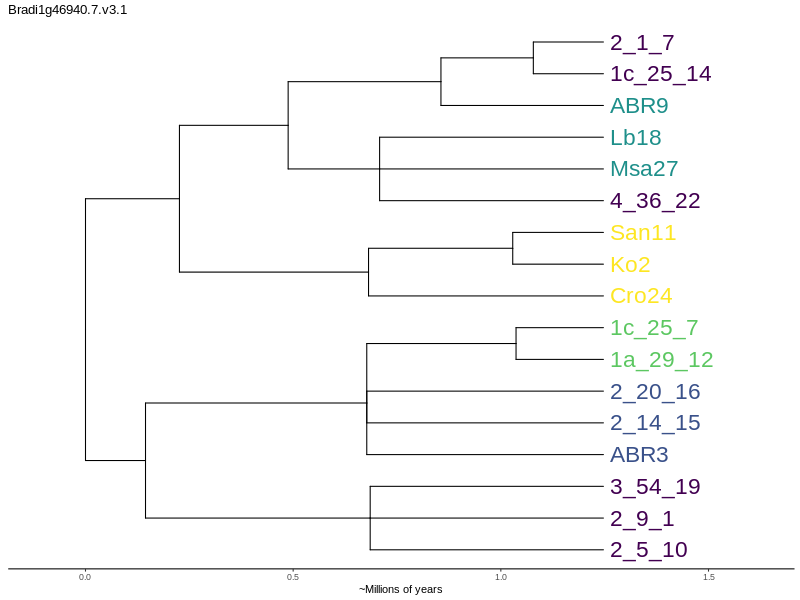 Bradi1g46940.7.v3.1
2_1_7
1c_25_14
ABR9
Lb18
Msa27
4_36_22
San11
Ko2
Cro24
1c_25_7
1a_29_12
2_20_16
2_14_15
ABR3
3_54_19
2_9_1
2_5_10
0.0 0.5 1.0 1.5
~Millions of years